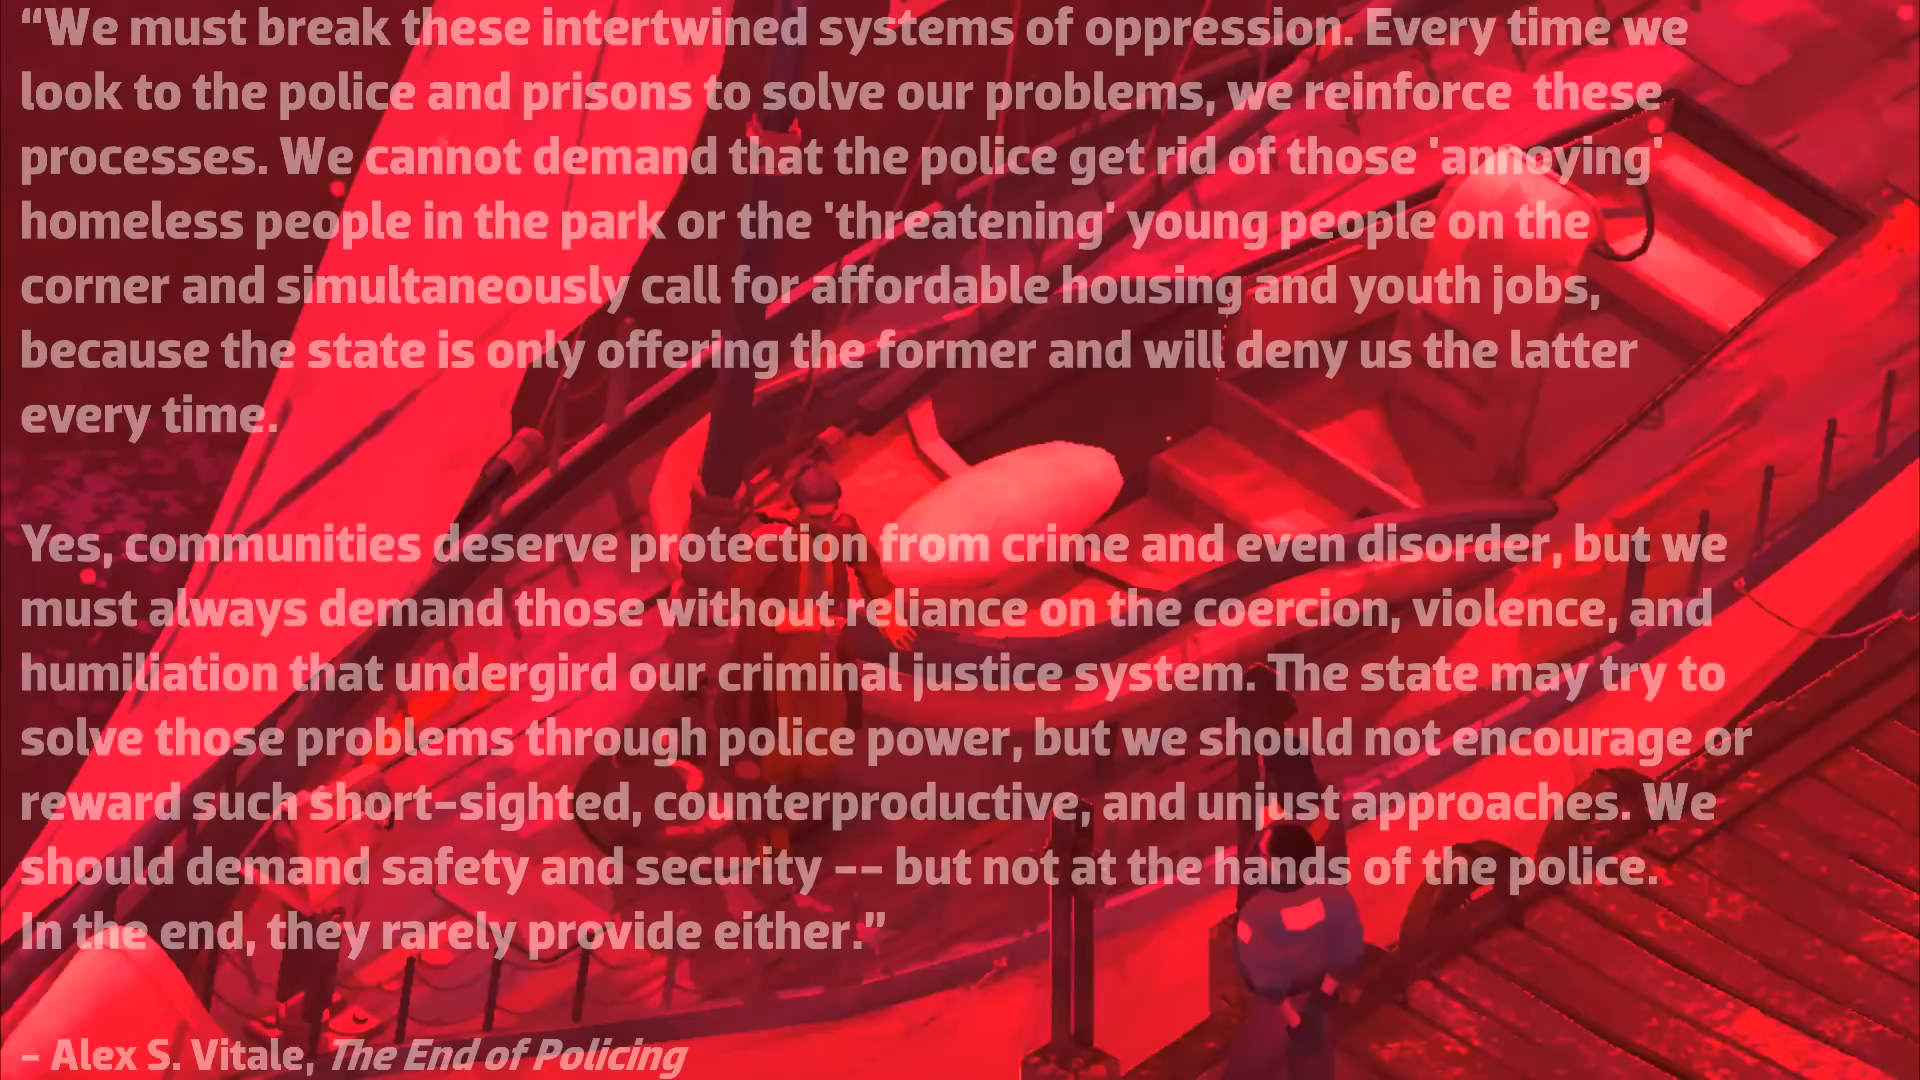 “We must break these intertwined systems of oppression. Every time we
look to the police and prisons to solve our problems, we reinforce  these
processes. We cannot demand that the police get rid of those 'annoying'
homeless people in the park or the 'threatening' young people on the
corner and simultaneously call for affordable housing and youth jobs,
because the state is only offering the former and will deny us the latter
every time.
Yes, communities deserve protection from crime and even disorder, but we
must always demand those without reliance on the coercion, violence, and
humiliation that undergird our criminal justice system. The state may try to
solve those problems through police power, but we should not encourage or
reward such short-sighted, counterproductive, and unjust approaches. We
should demand safety and security -- but not at the hands of the police.
In the end, they rarely provide either.”
- Alex S. Vitale, The End of Policing